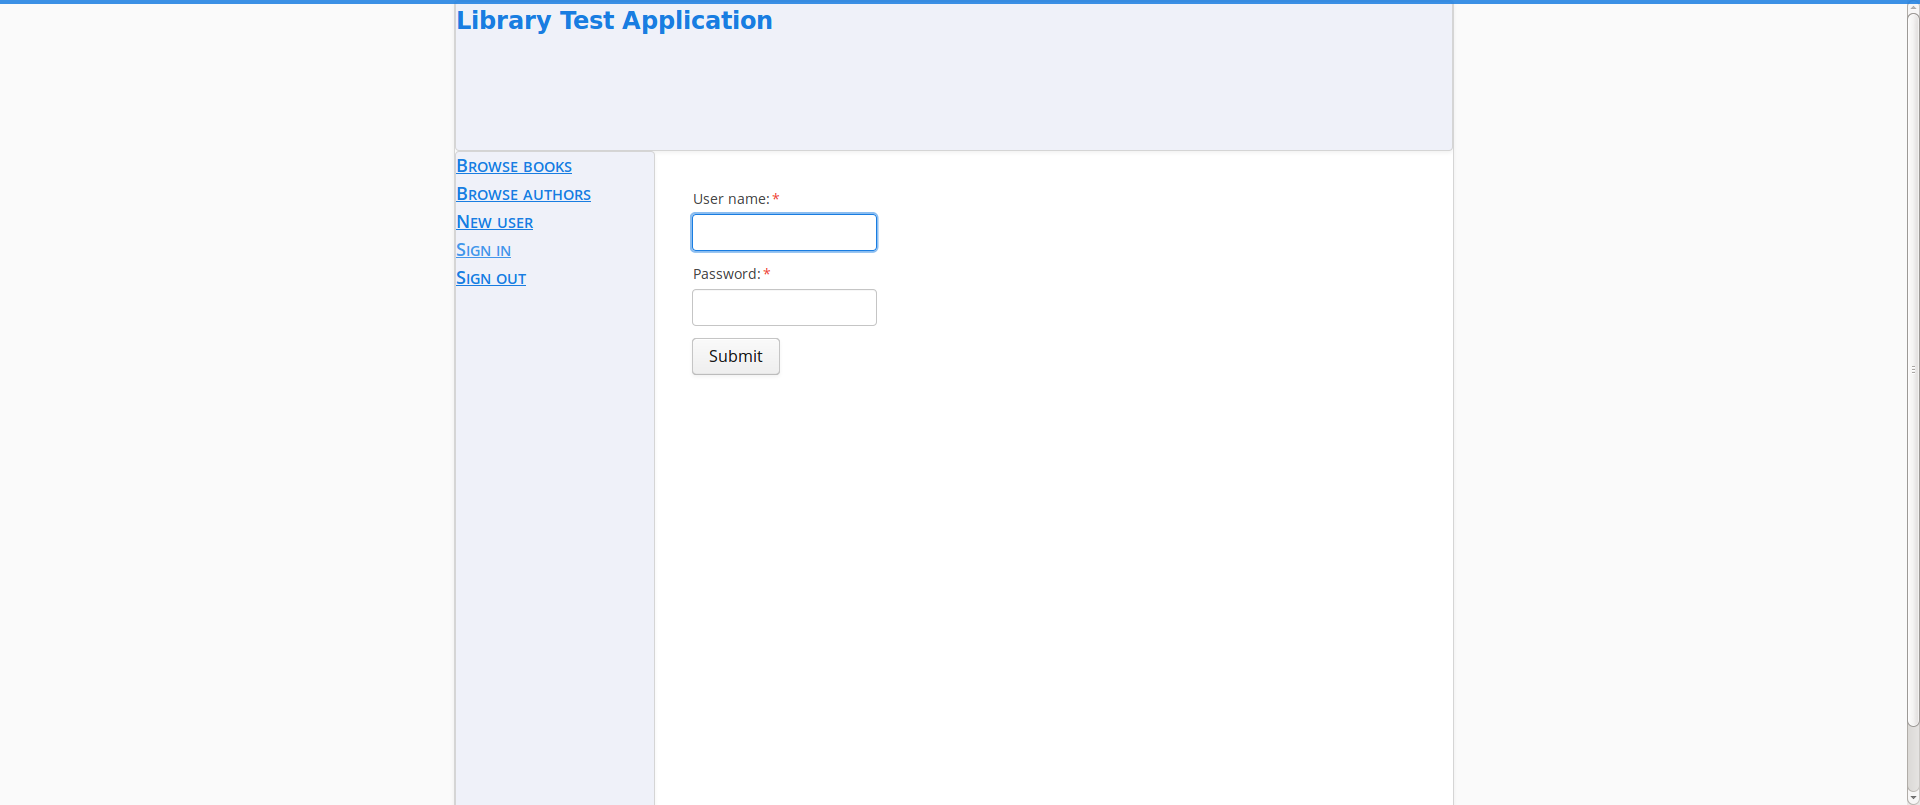 Library Test Application
Browse books
Browse authors
New user
Sign in
Sign out
User name:*
Password:*
Submit